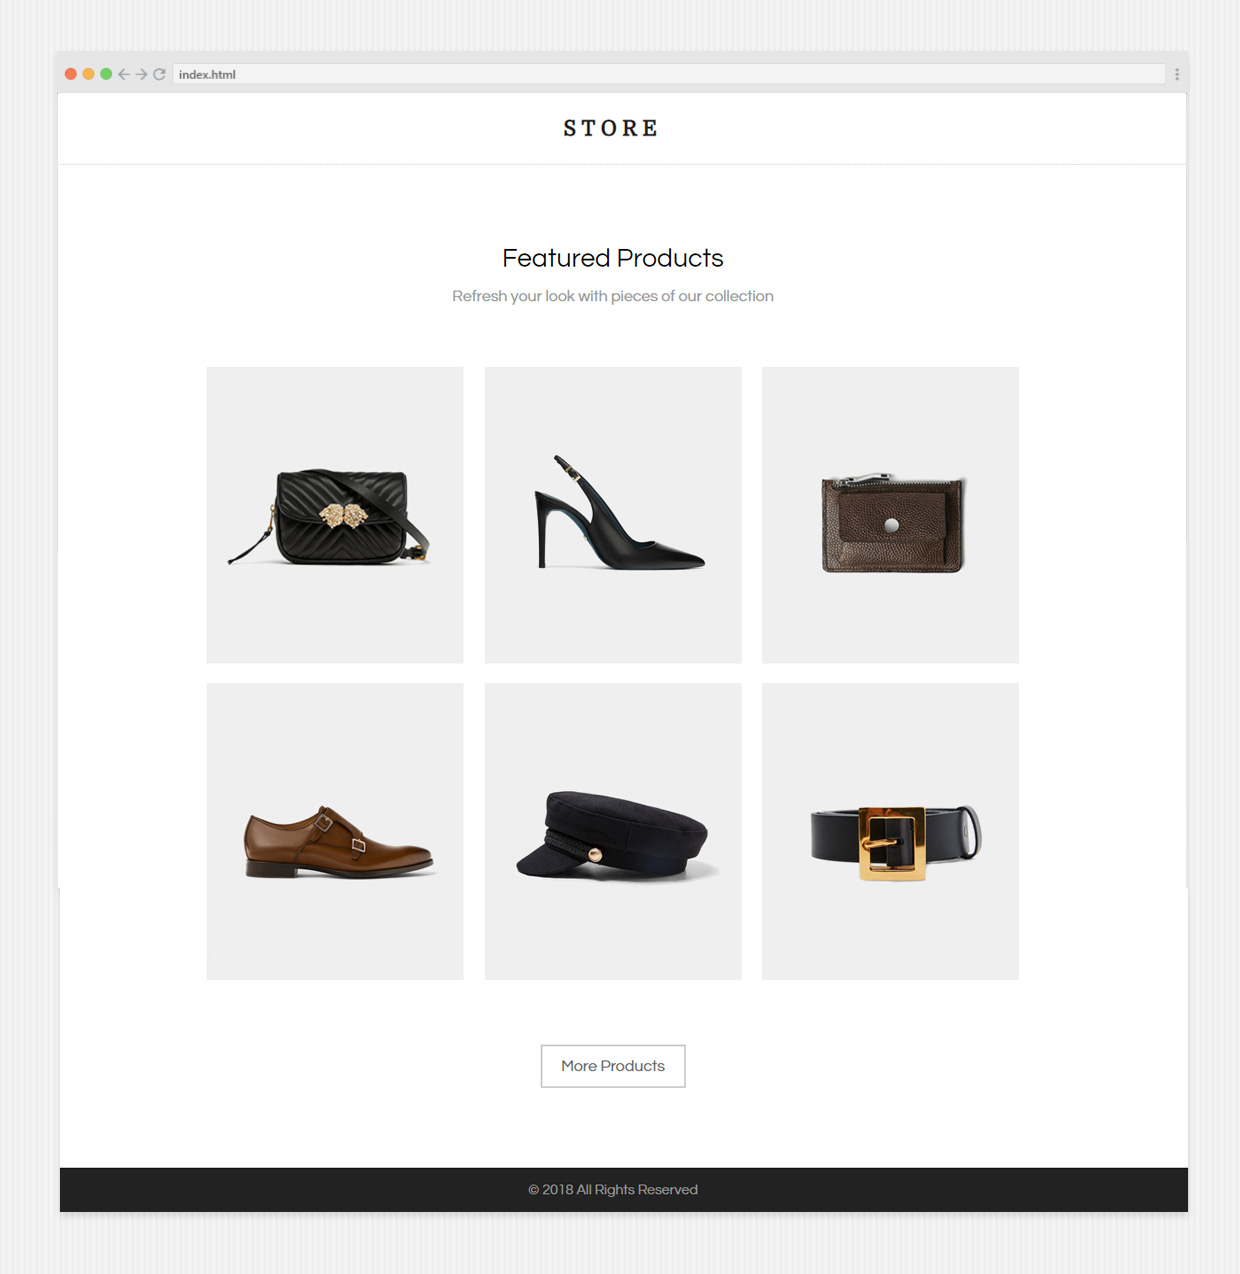 index.html
STORE
Featured Products
Refresh your look with pieces of our collection
More Products
© 2018 All Rights Reserved